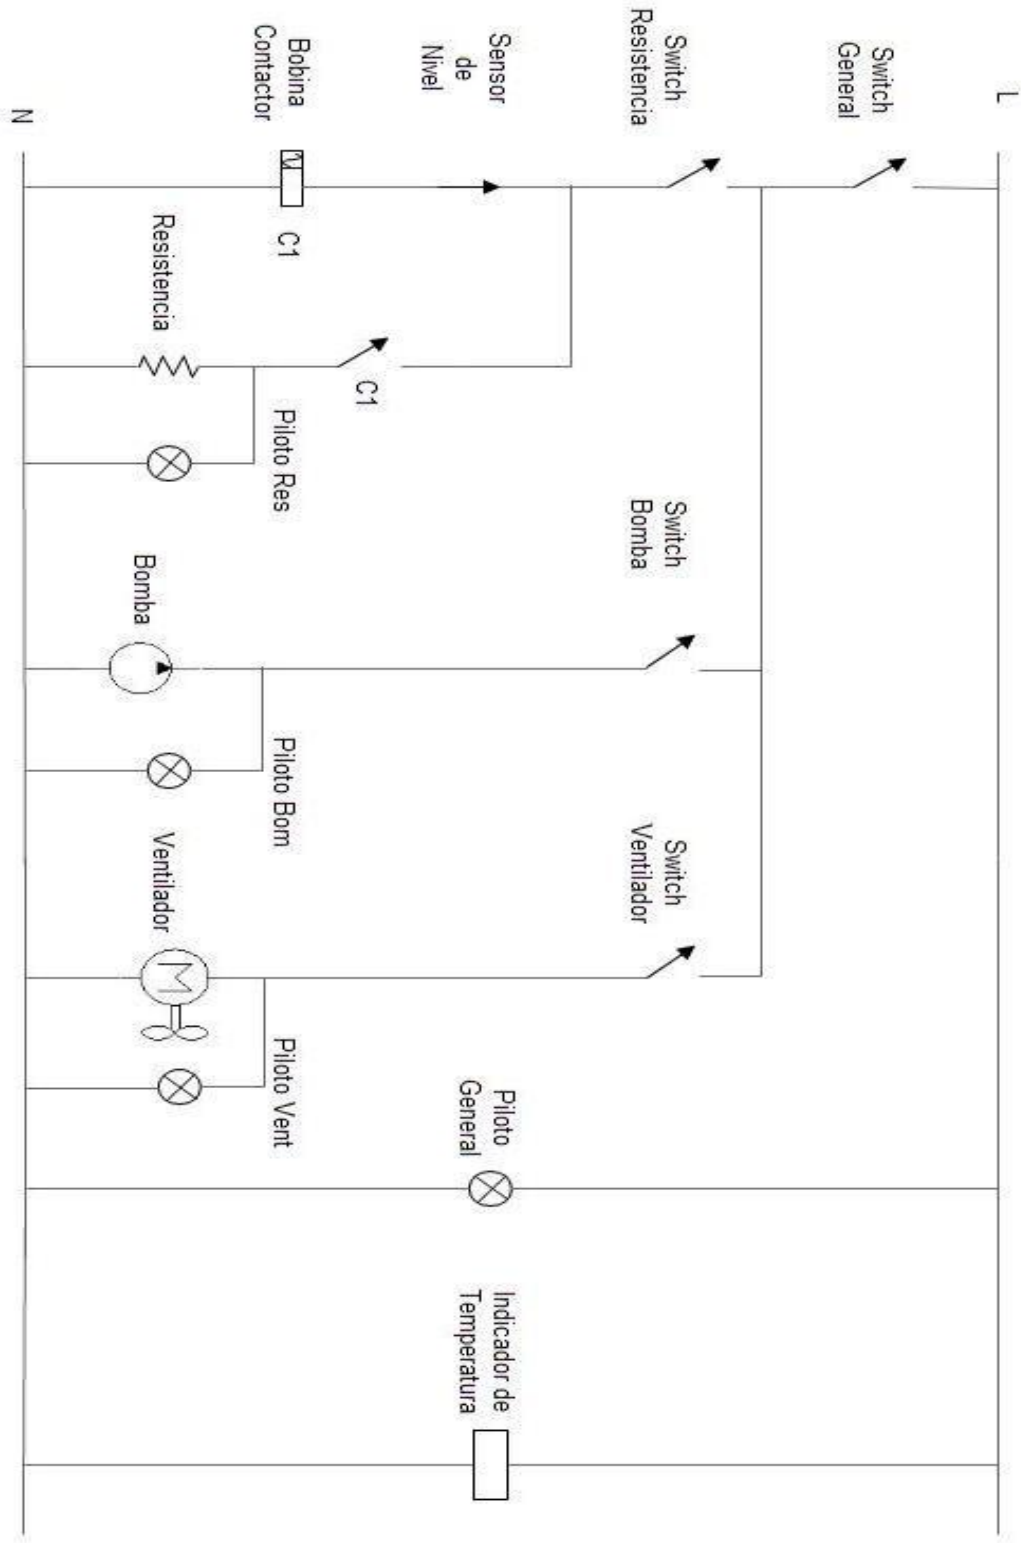 L
Switch
General
Switch
Resistencia
Sensor
de
Nivel
Bobina
Contactor
C1
N
Resistencia
C1
Piloto Res
Switch
Bomba
Bomba
Piloto Bom
Switch
Ventilador
Ventilador
M
Piloto Vent
Piloto
General
Indicador de
Temperatura